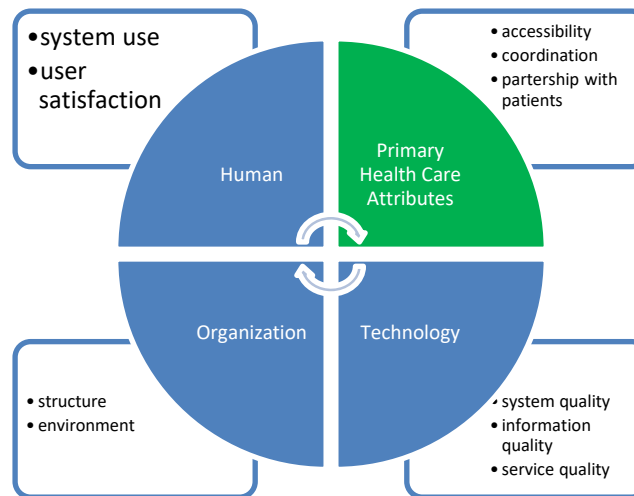 • system use
• user
satisfaction
• accessibility
• coordination
• partership with
patients
Human
Primary
Health Care
Attributes
Organization
Technology
• structure
• environment
• system quality
• information
quality
• service quality